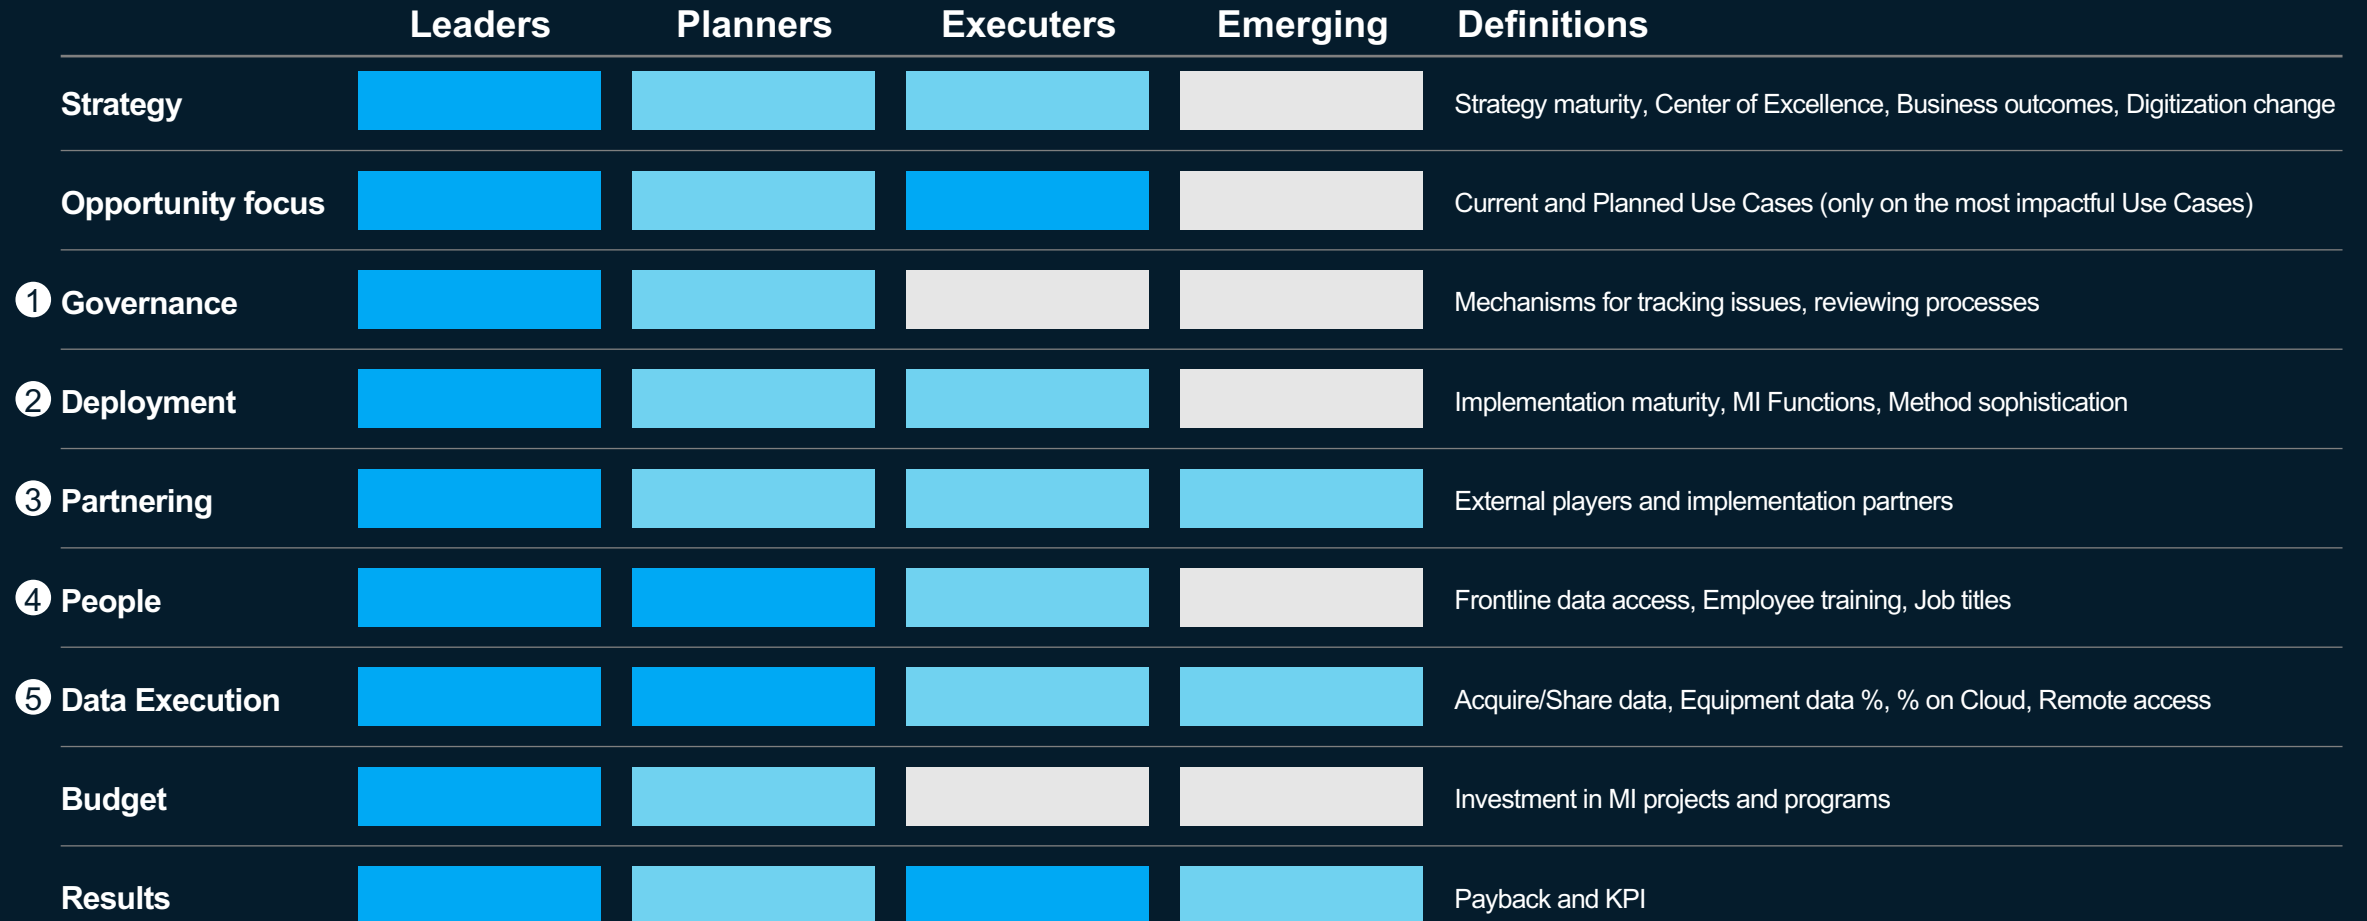 Leaders Planners Executers Emerging Definitions
Strategy Strategy maturity, Center of Excellence, Business outcomes, Digitization change
Opportunity focus Current and Planned Use Cases (only on the most impactful Use Cases)
1 Governance Mechanisms for tracking issues, reviewing processes
2 Deployment Implementation maturity, MI Functions, Method sophistication
3 Partnering External players and implementation partners
4 People Frontline data access, Employee training, Job titles
5 Data Execution Acquire/Share data, Equipment data %, % on Cloud, Remote access
Budget Investment in MI projects and programs
Results Payback and KPI